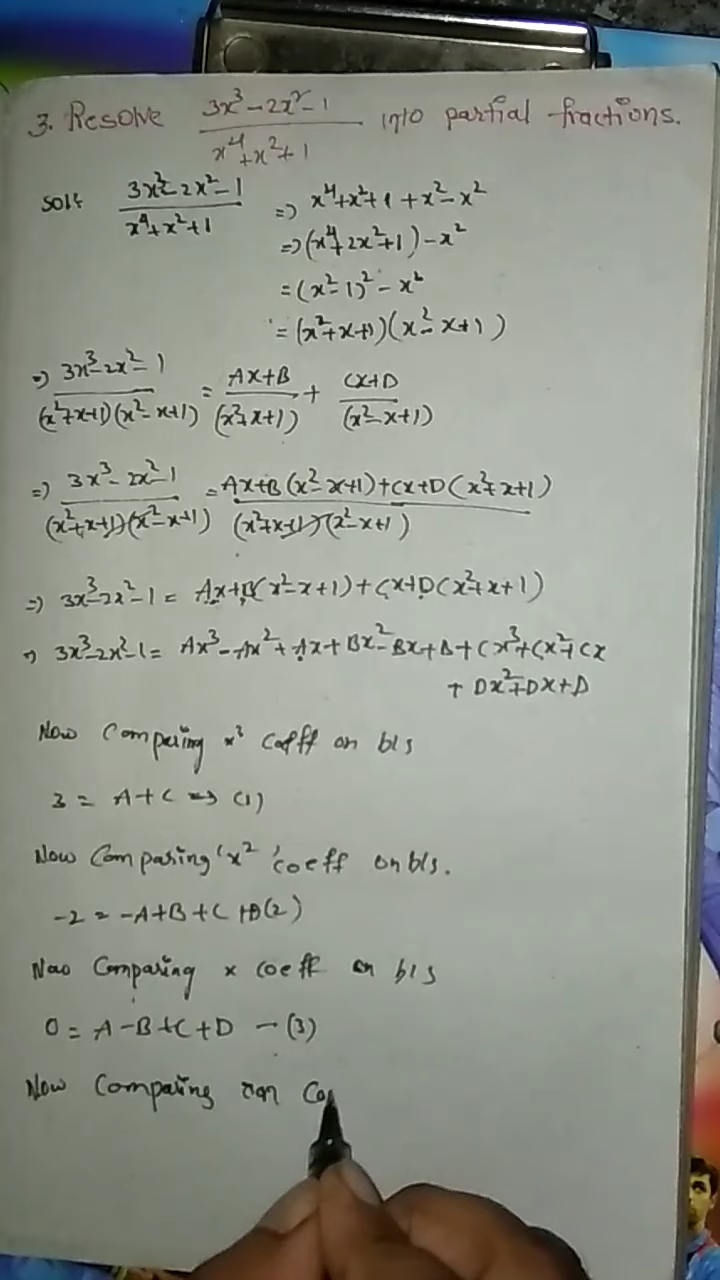 3. Resolve 3x³-2x²-1 / x⁴+x²+1 into partial fractions.
Sol: 3x³-2x²-1 / x⁴+x²+1 => x⁴+x²+1+x²-x²
=> (x⁴+2x²+1)-x²
= (x²-1)²-x²
= (x²+x+1)(x²-x+1)
=> 3x³-2x²-1 / (x²+x+1)(x²-x+1) = Ax+B / (x²+x+1) + Cx+D / (x²-x+1)
=> 3x³-2x²-1 / (x²+x+1)(x²-x+1) = Ax+B(x²-x+1)+Cx+D(x²+x+1) / (x²+x+1)(x²-x+1)
=> 3x³-2x²-1 = Ax+B(x²-x+1)+Cx+D(x²+x+1)
=> 3x³-2x²-1 = Ax³-Ax²+Ax+Bx²-Bx+B+Cx³+Cx²+Cx
+Dx²+Dx+D
Now Comparing x³ Coeff on bls
3 = A+C => (1)
Now Comparing 'x²' coeff on bls.
-2 = -A+B+C+D(2)
Now Comparing x coeff on bls
0 = A-B+C+D -(3)
Now Comparing Co